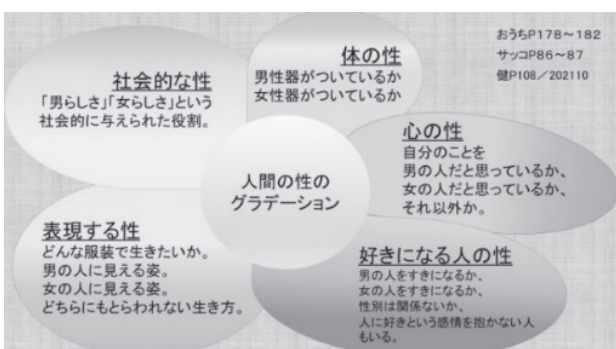 おうちP178～182
サッコP86～87
健P108／202110
体の性
男性器がついているか
女性器がついているか
社会的な性
「男らしさ」「女らしさ」という
社会的に与えられた役割。
心の性
自分のことを
男の人だと思っているか、
女の人だと思っているか、
それ以外か。
人間の性の
グラデーション
表現する性
どんな服装で生きたいか。
男の人に見える姿。
女の人に見える姿。
どちらにもとらわれない生き方。
好きになる人の性
男の人をすきになるか、
女の人をすきになるか、
性別は関係ないか、
人に好きという感情を抱かない人
もいる。